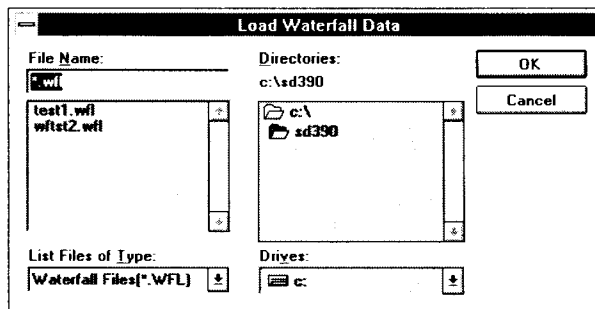 Load Waterfall Data
File Name:
*.wfl
test1.wfl
wftst2.wfl
List Files of Type:
Waterfall Files(*.WFL)
Directories:
c:\sd390
c:\
sd390
Drives:
c:
OK
Cancel